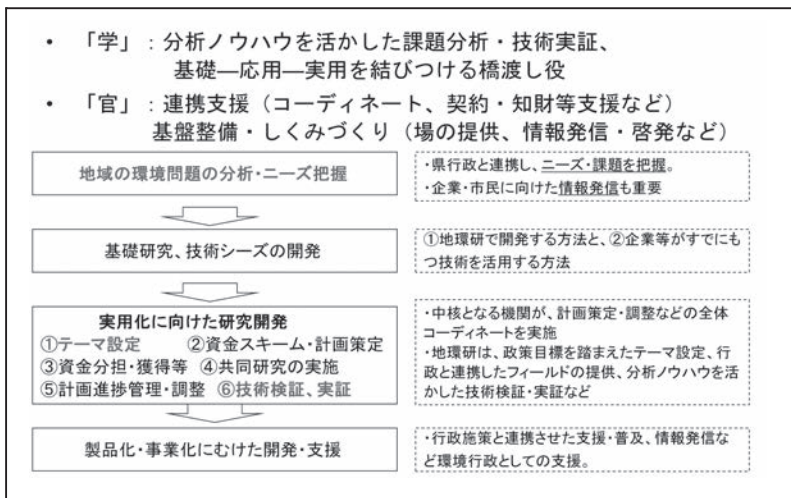 ・ 「学」：分析ノウハウを活かした課題分析・技術実証、
基礎―応用―実用を結びつける橋渡し役
・ 「官」：連携支援（コーディネート、契約・知財等支援など）
基盤整備・しくみづくり（場の提供、情報発信・啓発など）
地域の環境問題の分析・ニーズ把握
・県行政と連携し、ニーズ・課題を把握。
・企業・市民に向けた情報発信も重要
基礎研究、技術シーズの開発
①地環研で開発する方法と、②企業等がすでにも
つ技術を活用する方法
実用化に向けた研究開発
①テーマ設定 ②資金スキーム・計画策定
③資金分担・獲得等 ④共同研究の実施
⑤計画進捗管理・調整 ⑥技術検証、実証
・中核となる機関が、計画策定・調整などの全体
コーディネートを実施
・地環研は、政策目標を踏まえたテーマ設定、行
政と連携したフィールドの提供、分析ノウハウを活
かした技術検証・実証など
製品化・事業化にむけた開発・支援
・行政施策と連携させた支援・普及、情報発信な
ど環境行政としての支援。